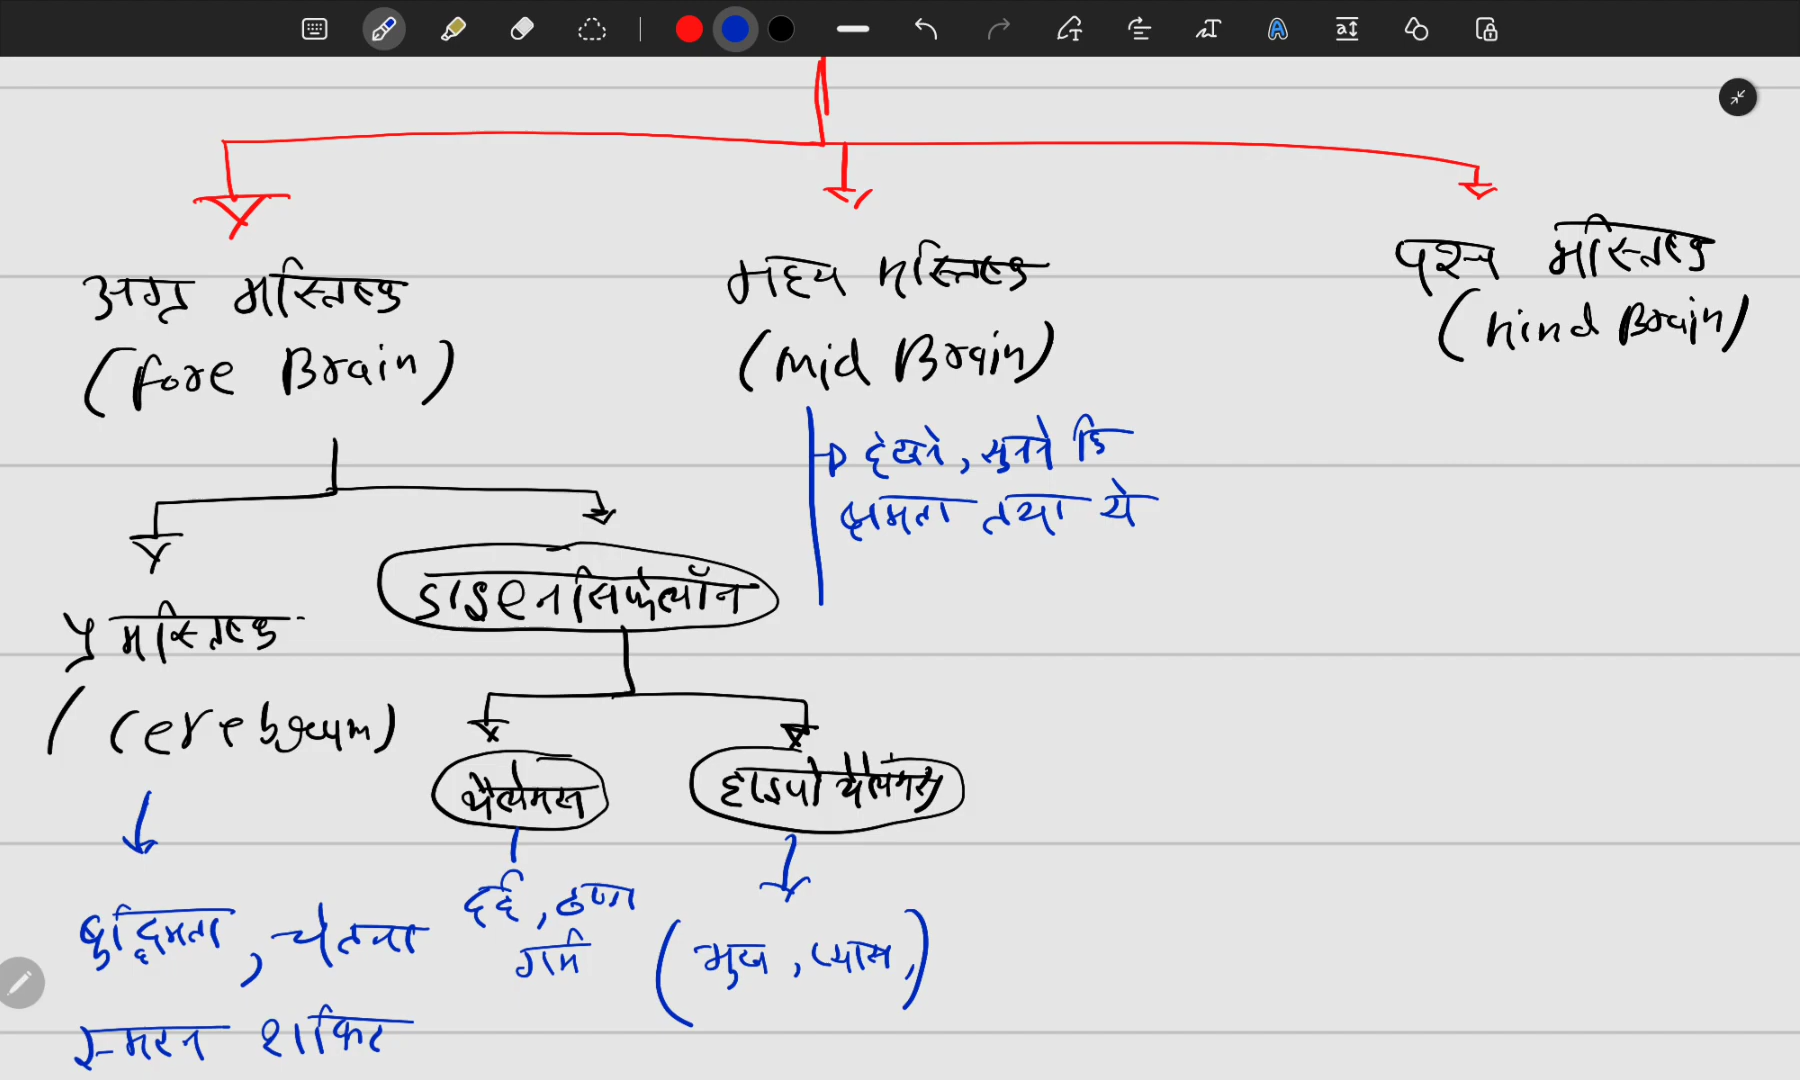 अग्र मस्तिष्क
(fore Brain)
मध्य मस्तिष्क
(mid Brain)
पश्च मस्तिष्क
(hind Brain)
देखने, सुनने कि
क्षमता तथा ये
प्रमस्तिष्क
(Cerebrum)
डाइएनसिफेलॉन
थैलेमस
हाइपोथैलेमस
बुद्धिमता, चेतना
स्मरन शक्ति
दर्द, ठण्डा
गर्म
(भुख, प्यास,)